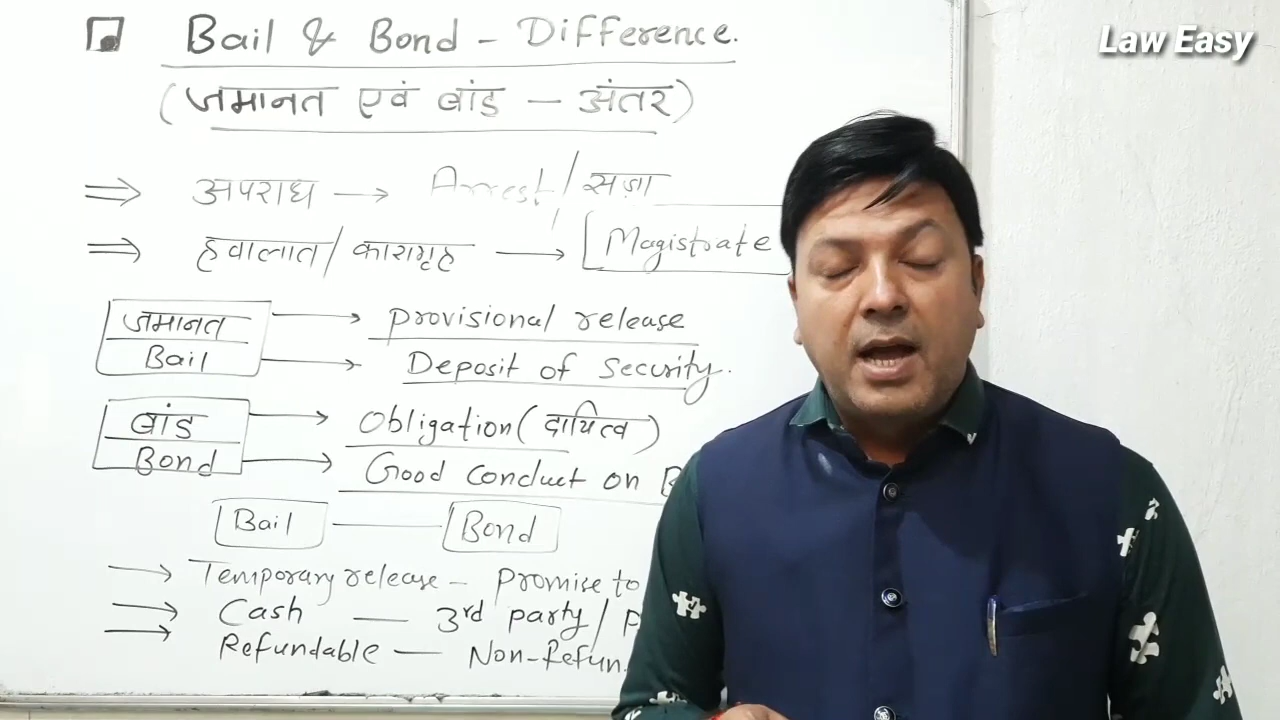 Law Easy
Bail & Bond - Difference.
(जमानत एवं बांड - अंतर)
⇒ अपराध → Arrest / सज़ा
⇒ हवालात / कारागृह → [Magistrate
जमानत → provisional release
Bail → Deposit of security.
बांड → Obligation (दायित्व)
Bond → Good conduct on B
Bail — Bond
→ Temporary release - promise to
→ Cash — 3rd party / P
→ Refundable — Non-Refun